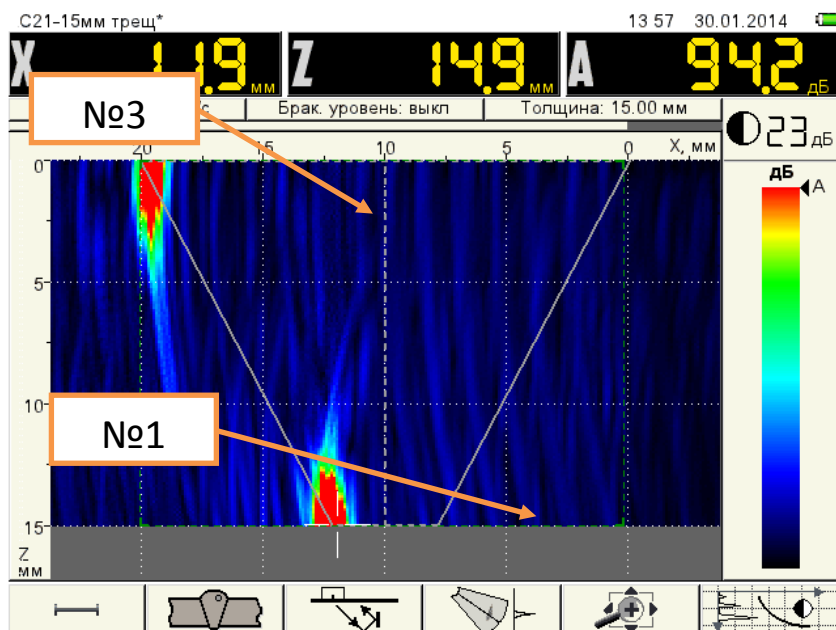 С21-15мм трещ*
13 57 30.01.2014
X 11.9 мм
Z 14.9 мм
A 94.2 дБ
с
Брак. уровень: выкл
Толщина: 15.00 мм
23 дБ
№3
20 15 10 5 0 X, мм
0
5
10
15
Z
мм
№1
дБ
A